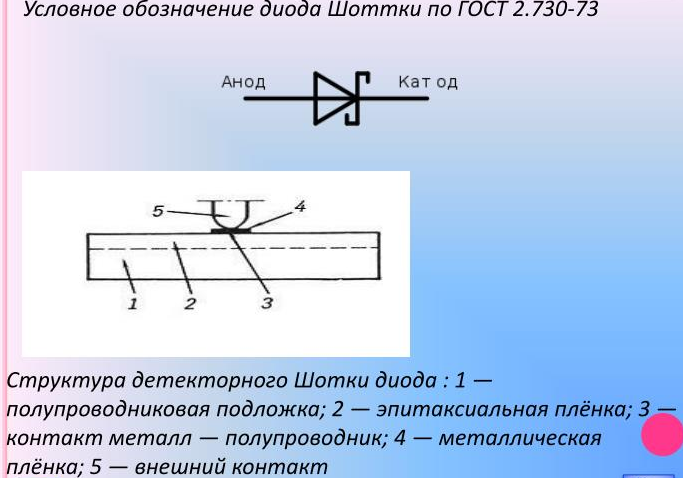 Условное обозначение диода Шоттки по ГОСТ 2.730-73
Анод Кат од
5 4
1 2 3
Структура детекторного Шотки диода : 1 —
полупроводниковая подложка; 2 — эпитаксиальная плёнка; 3 —
контакт металл — полупроводник; 4 — металлическая
плёнка; 5 — внешний контакт